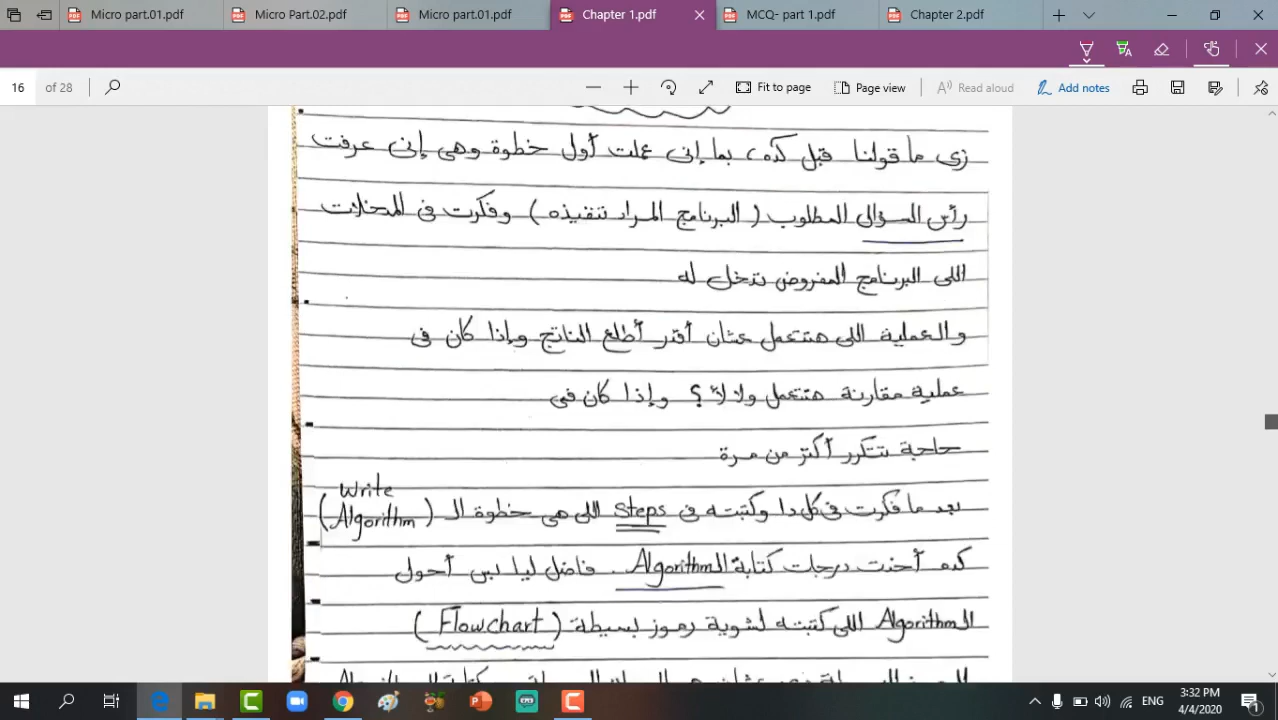 Micro part.01.pdf
Micro Part.02.pdf
Micro part.01.pdf
Chapter 1.pdf
MCQ- part 1.pdf
Chapter 2.pdf
16 of 28
Fit to page
Page view
Read aloud
Add notes
زى ما قولنا قبل كده، بما إنى عملت أول خطوة وهى إنى عرفت
رأس السؤال المطلوب (البرنامج المراد تنفيذه) وفكرت فى المدخلات
اللى البرنامج المفروض تدخل له
والعملية اللى هتتعمل عشان أقدر أطلع الناتج وإذا كان فى
عملية مقارنة هتتعمل ولا لأ؟ وإذا كان فى
حاجة تتكرر أكتر من مرة
بعد ما فكرت فى كل دا وكتبته فى Steps اللى هى خطوة الـ (Write Algorithm)
كده أخدت درجات كتابة الـ Algorithm. فاضل ليا بس أحول
الـ Algorithm اللى كتبته لشوية رموز بسيطة (Flowchart)
ENG
3:32 PM
4/4/2020